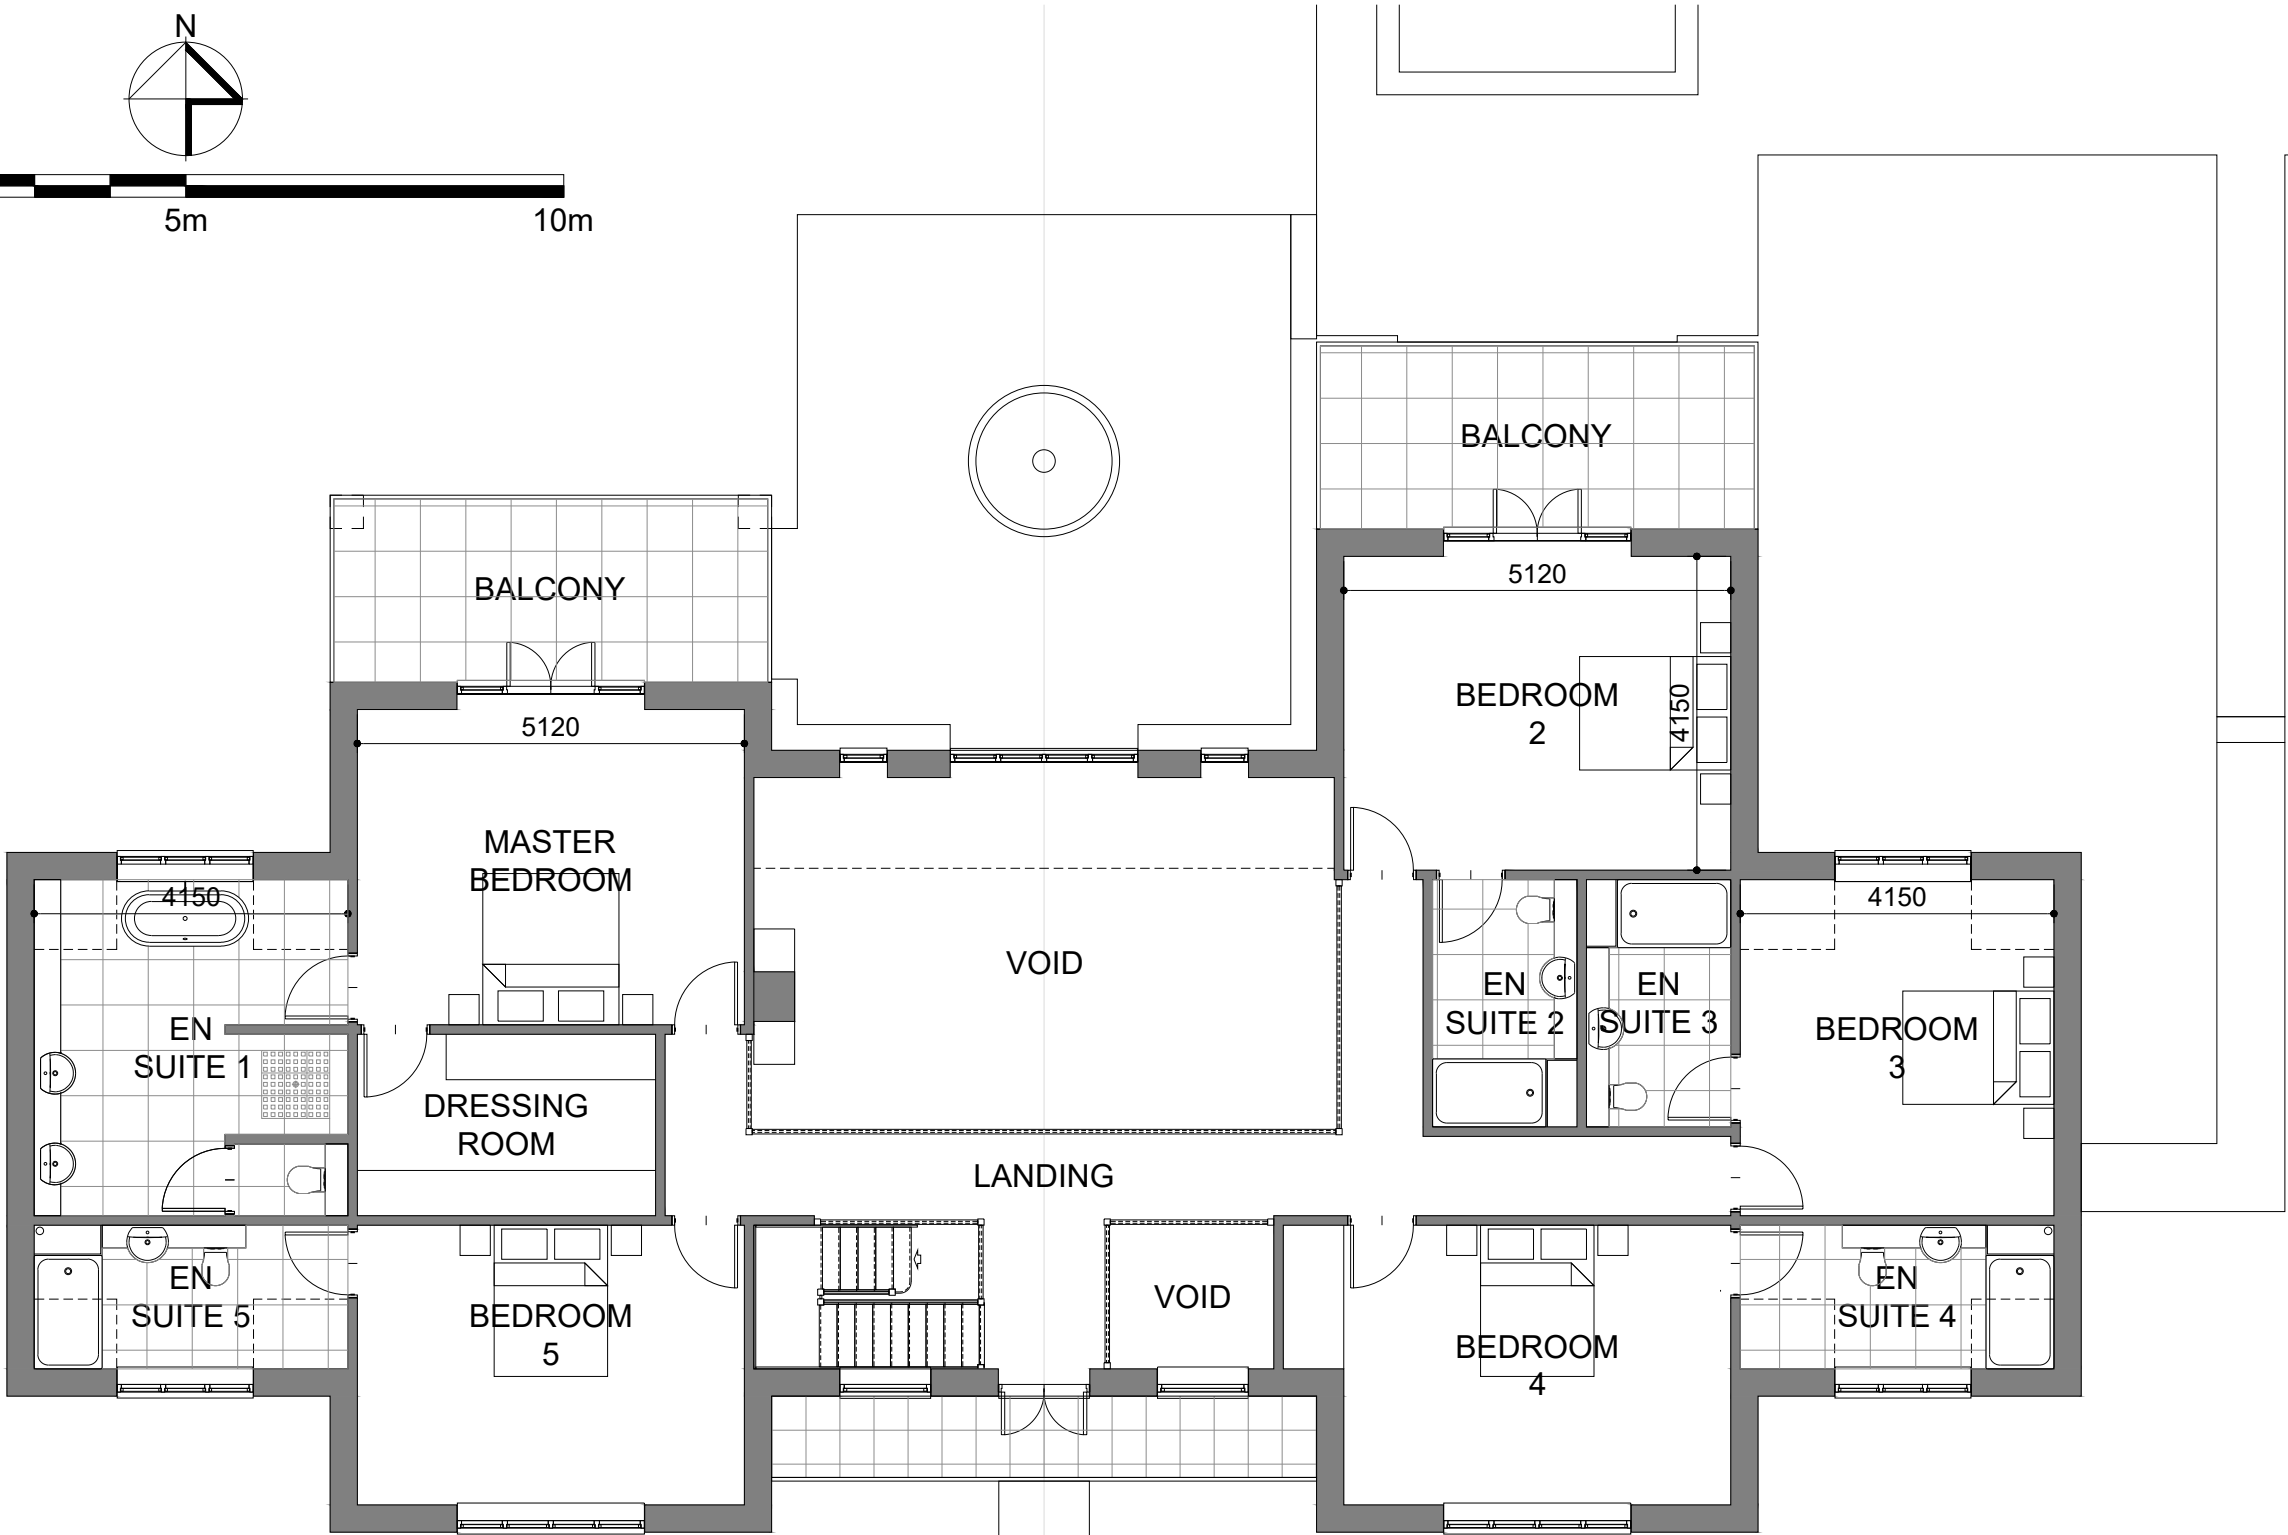 N
5m
10m
BALCONY
5120
BEDROOM
2
4150
BALCONY
5120
MASTER
BEDROOM
4150
EN
SUITE 1
DRESSING
ROOM
VOID
EN
SUITE 2
EN
SUITE 3
4150
BEDROOM
3
LANDING
EN
SUITE 5
BEDROOM
5
VOID
BEDROOM
4
EN
SUITE 4